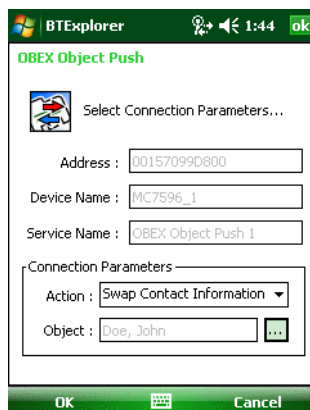 BTExplorer 1:44 ok
OBEX Object Push
Select Connection Parameters...
Address : 00157099D800
Device Name : MC7596_1
Service Name : OBEX Object Push 1
Connection Parameters
Action : Swap Contact Information
Object : Doe, John ...
OK Cancel